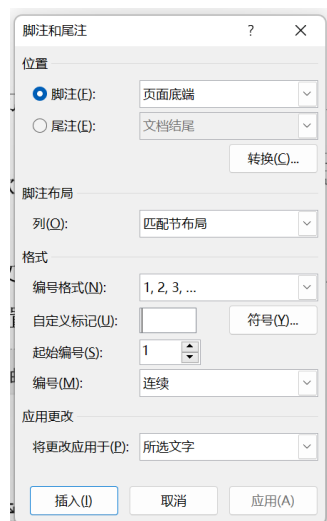 脚注和尾注 ?
位置
脚注(F): 页面底端
尾注(E): 文档结尾
转换(C)...
脚注布局
列(O): 匹配节布局
格式
编号格式(N): 1, 2, 3, ...
自定义标记(U): 符号(Y)...
起始编号(S): 1
编号(M): 连续
应用更改
将更改应用于(P): 所选文字
插入(I) 取消 应用(A)